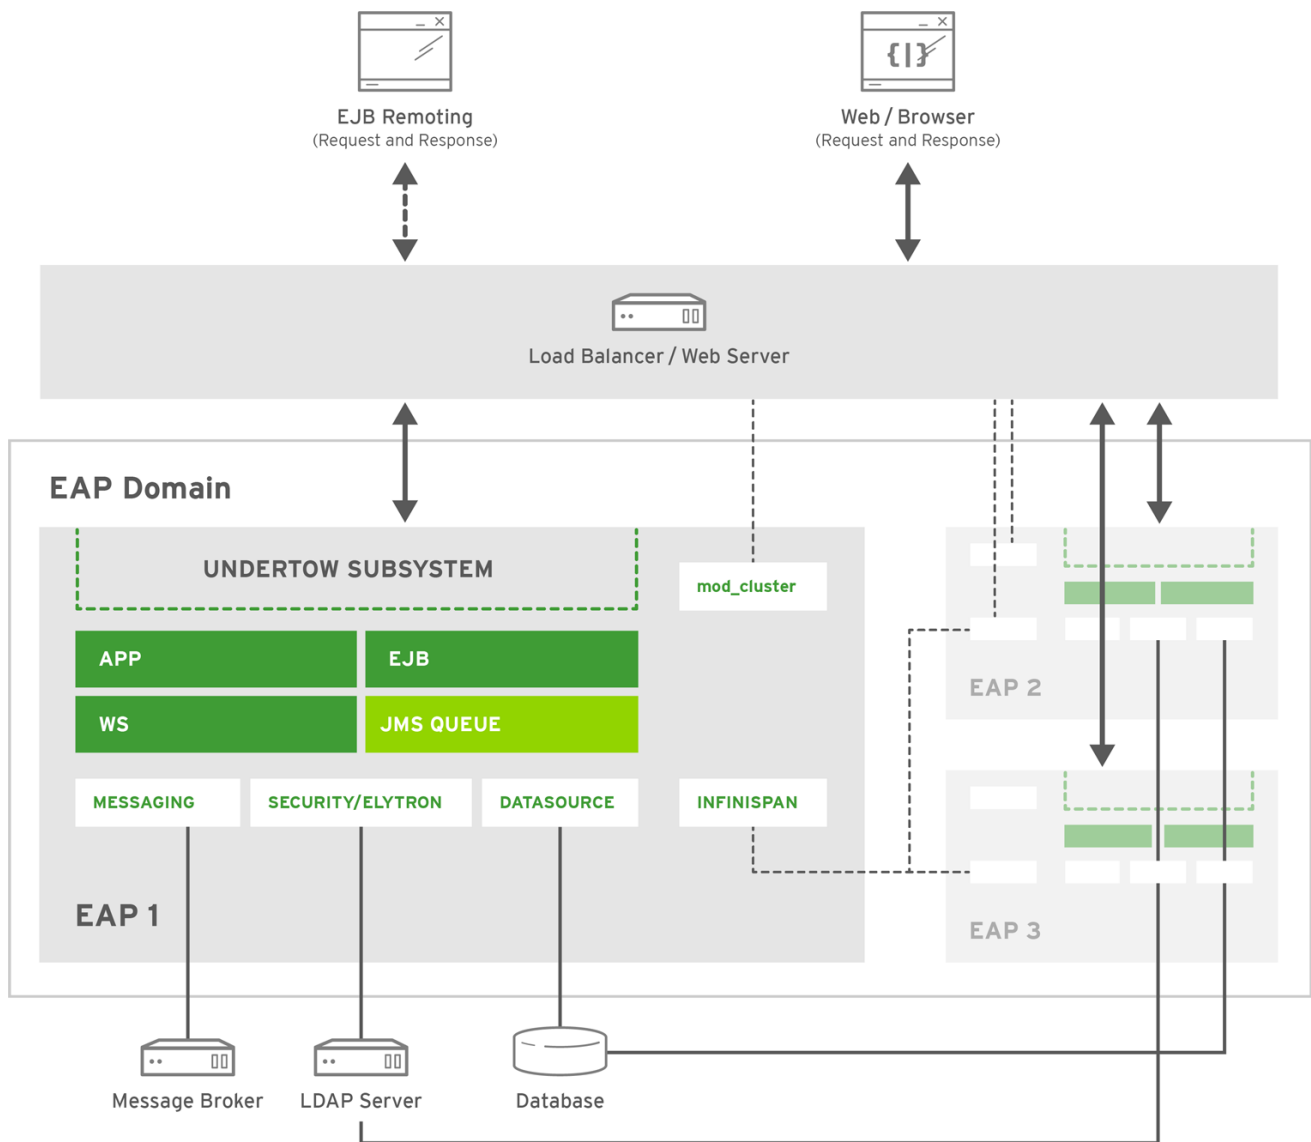 EJB Remoting
(Request and Response)
Web / Browser
(Request and Response)
{|}
Load Balancer / Web Server
EAP Domain
UNDERTOW SUBSYSTEM
mod_cluster
APP
EJB
WS
JMS QUEUE
MESSAGING
SECURITY/ELYTRON
DATASOURCE
INFINISPAN
EAP 1
EAP 2
EAP 3
Message Broker
LDAP Server
Database